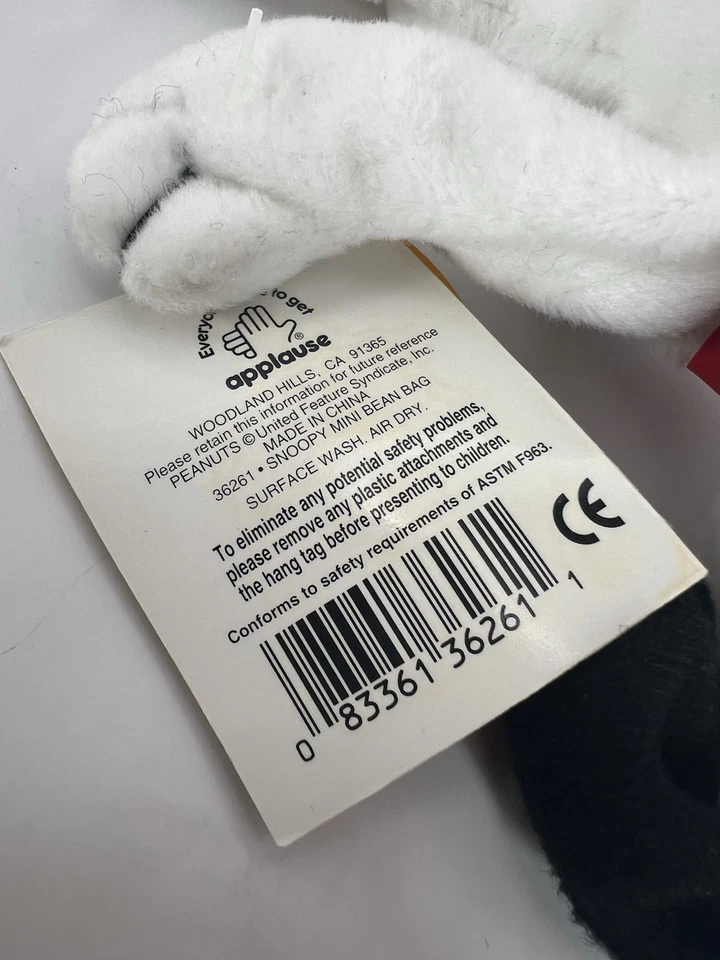 to get
applause
®
WOODLAND HILLS, CA 91365
Please retain this information for future reference
PEANUTS © United Feature Syndicate, Inc.
MADE IN CHINA
36261 • SNOOPY MINI BEAN BAG
SURFACE WASH. AIR DRY.
To eliminate any potential safety problems,
please remove any plastic attachments and
the hang tag before presenting to children.
Conforms to safety requirements of ASTM F963.
CE
0 83361 36261 1